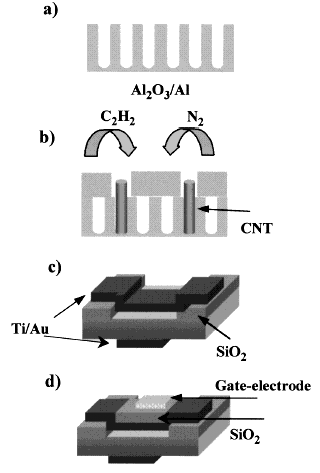 a)
Al₂O₃/Al
C₂H₂ N₂
b)
CNT
c)
Ti/Au
SiO₂
d)
Gate-electrode
SiO₂